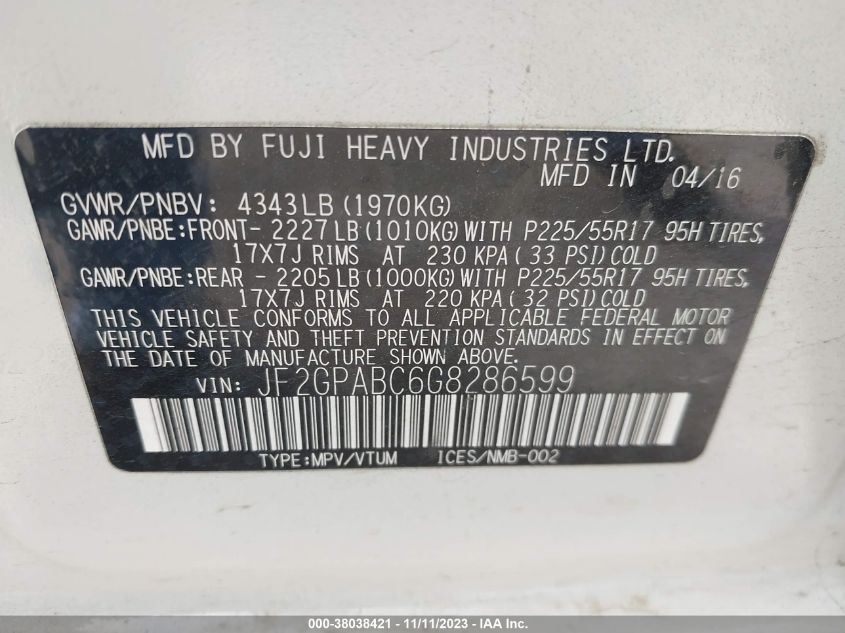 MFD BY FUJI HEAVY INDUSTRIES LTD.
MFD IN 04/16
GVWR/PNBV: 4343LB (1970KG)
GAWR/PNBE:FRONT- 2227LB (1010KG) WITH P225/55R17 95H TIRES,
17X7J RIMS AT 230 KPA ( 33 PSI) COLD
GAWR/PNBE:REAR - 2205LB (1000KG) WITH P225/55R17 95H TIRES,
17X7J RIMS AT 220 KPA ( 32 PSI) COLD
THIS VEHICLE CONFORMS TO ALL APPLICABLE FEDERAL MOTOR
VEHICLE SAFETY AND THEFT PREVENTION STANDARDS IN EFFECT ON
THE DATE OF MANUFACTURE SHOWN ABOVE.
VIN: JF2GPABC6G8286599
TYPE:MPV/VTUM ICES/NMB-002
000-38038421 - 11/11/2023 - IAA Inc.